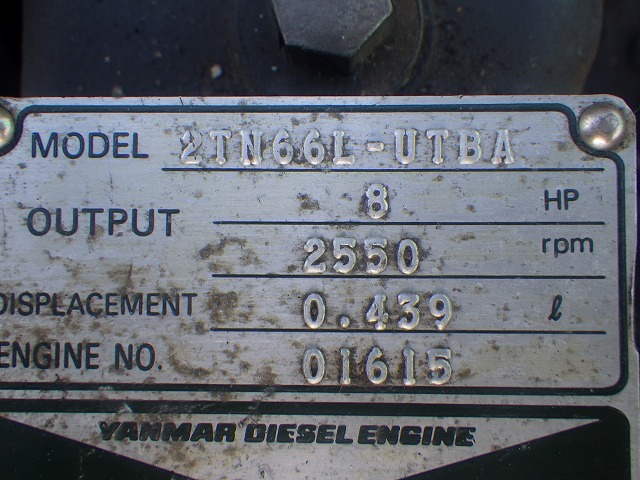 MODEL 2TN66L-UTBA
OUTPUT 8 HP
2550 rpm
DISPLACEMENT 0.439 ℓ
ENGINE NO. 01615
YANMAR DIESEL ENGINE